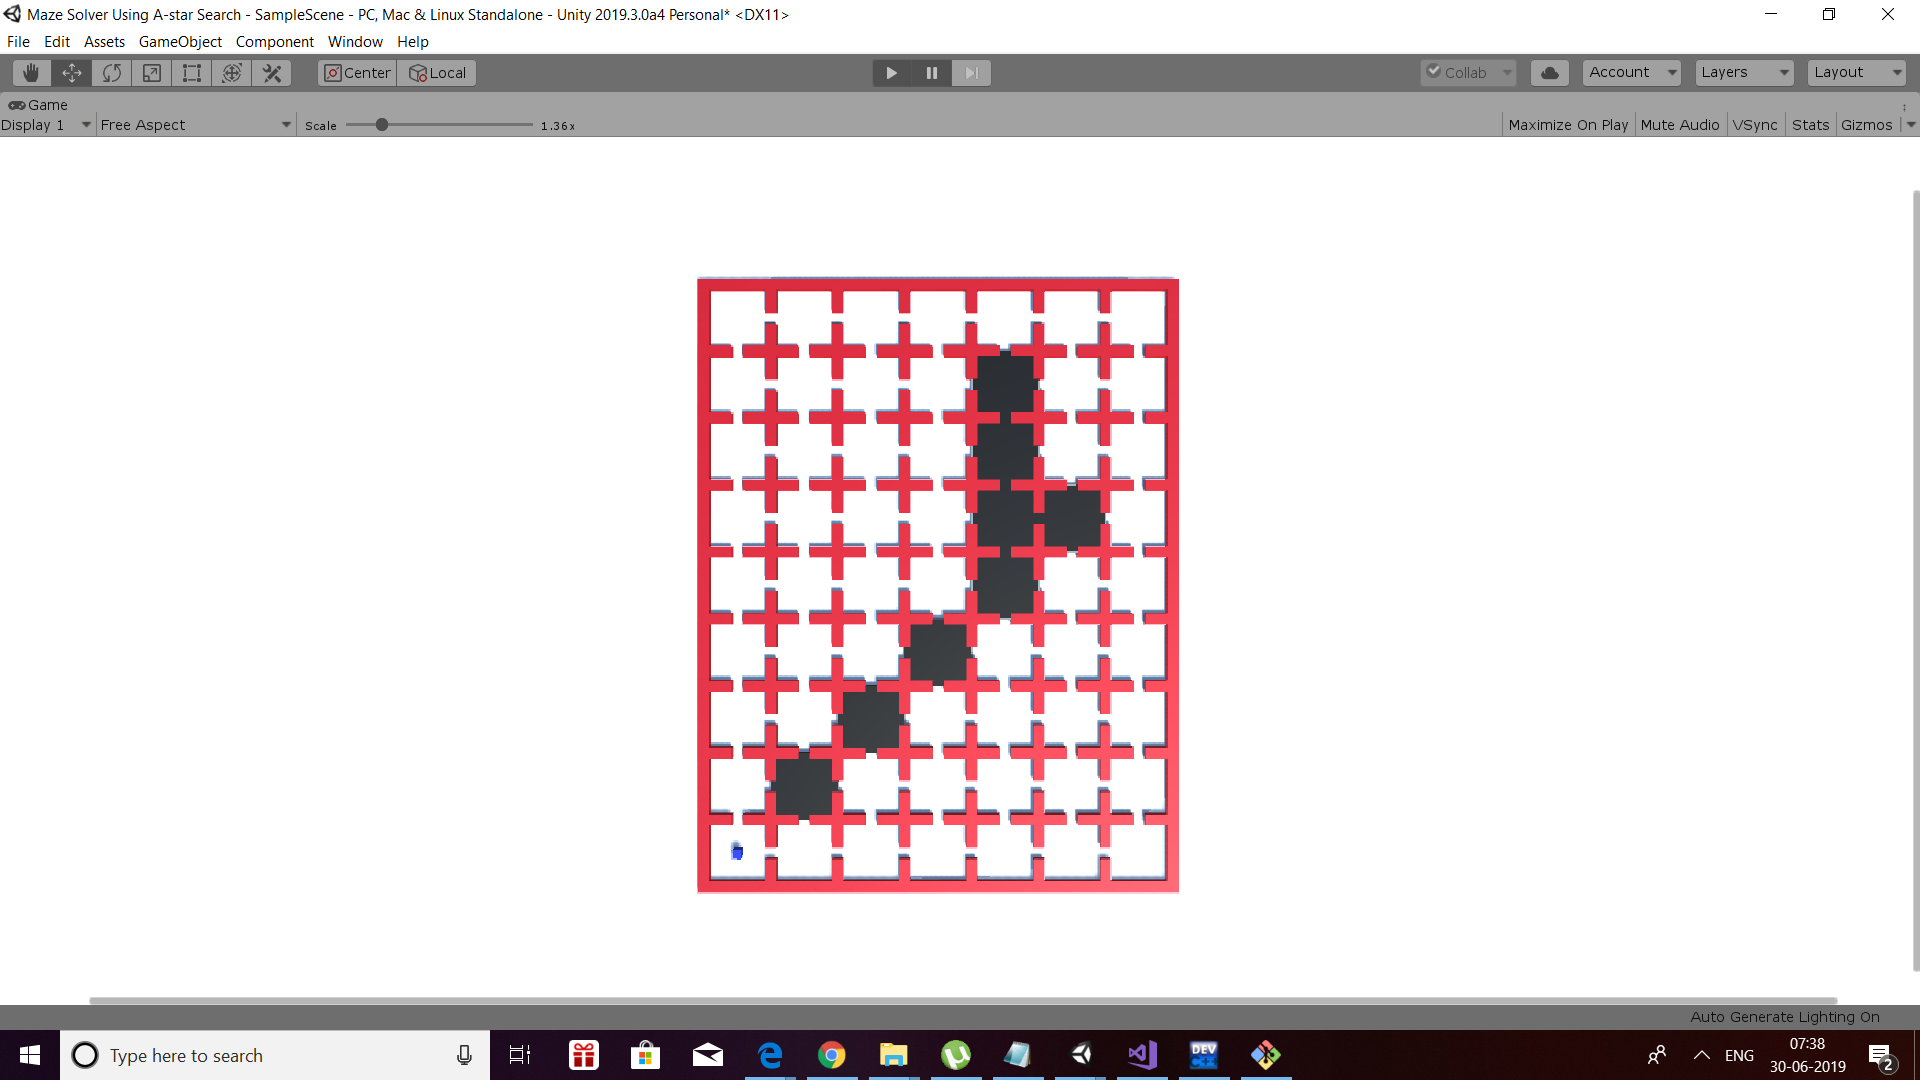 Maze Solver Using A-star Search - SampleScene - PC, Mac & Linux Standalone - Unity 2019.3.0a4 Personal* <DX11>
File Edit Assets GameObject Component Window Help
Center Local Collab Account Layers Layout
Game
Display 1 Free Aspect Scale 1.36x Maximize On Play Mute Audio VSync Stats Gizmos
Auto Generate Lighting On
Type here to search
DEV C++
ENG
07:38
30-06-2019
2